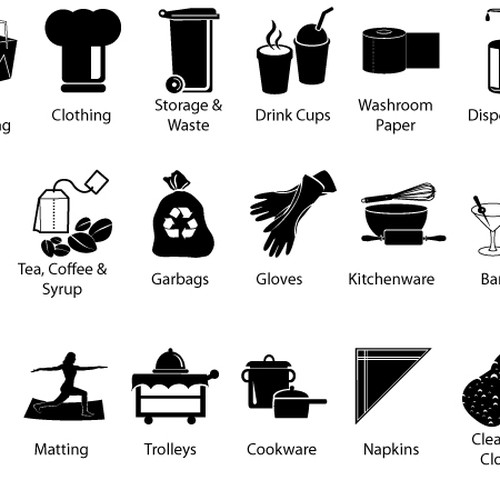 ng
Clothing
Storage &
Waste
Drink Cups
Washroom
Paper
Disp
Tea, Coffee &
Syrup
Garbags
Gloves
Kitchenware
Bar
Matting
Trolleys
Cookware
Napkins
Clea
Clo